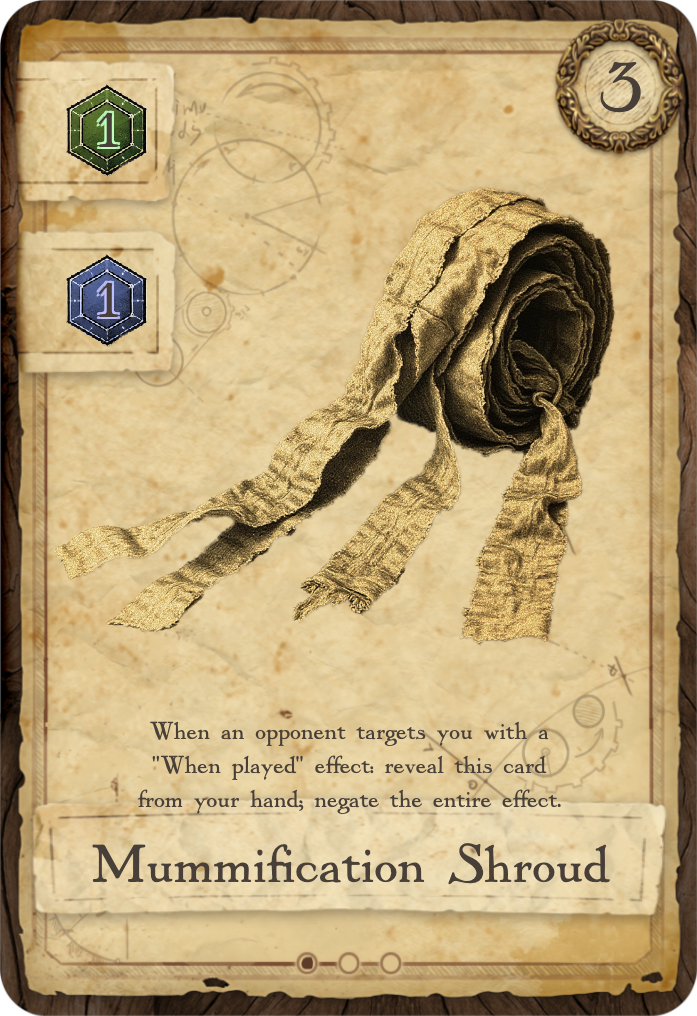 1
3
1
When an opponent targets you with a
"When played" effect: reveal this card
from your hand; negate the entire effect.
Mummification Shroud